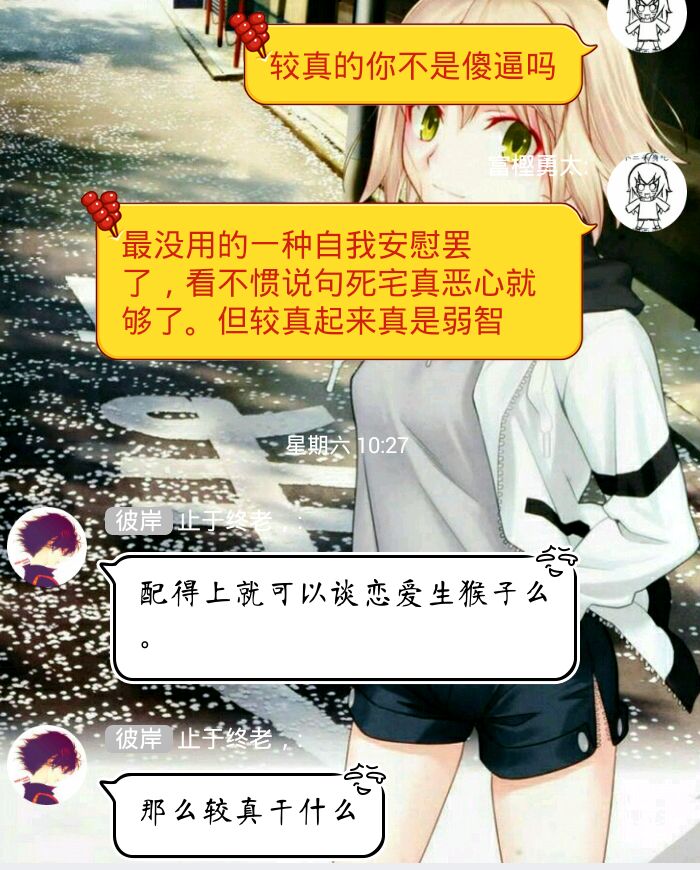 较真的你不是傻逼吗
富樫勇太:
最没用的一种自我安慰罢
了，看不惯说句死宅真恶心就
够了。但较真起来真是弱智
星期六 10:27
彼岸 止于终老，:
配得上就可以谈恋爱生猴子么
。
彼岸 止于终老，:
那么较真干什么